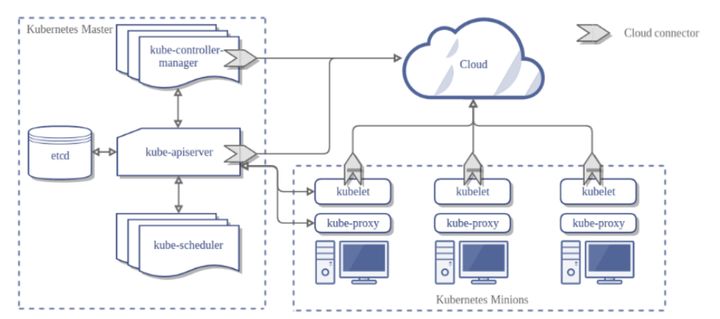 Kubernetes Master
kube-controller-
manager
Cloud
Cloud connector
etcd
kube-apiserver
kube-scheduler
kubelet
kubelet
kubelet
kube-proxy
kube-proxy
kube-proxy
Kubernetes Minions